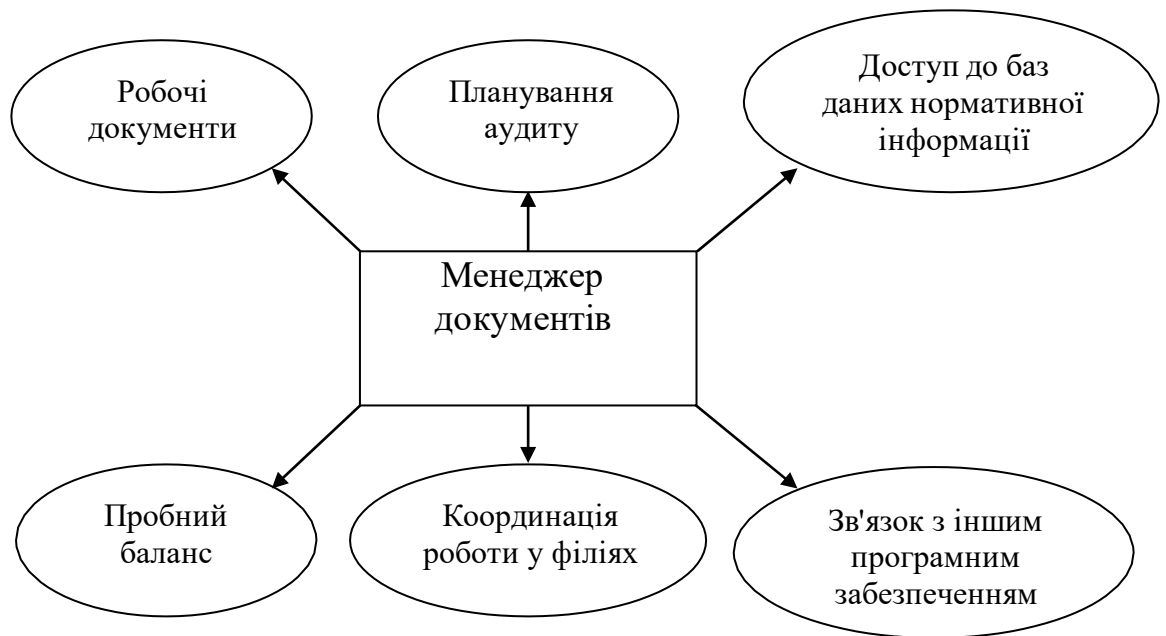 Робочі
документи
Планування
аудиту
Доступ до баз
даних нормативної
інформації
Менеджер
документів
Пробний
баланс
Координація
роботи у філіях
Зв'язок з іншим
програмним
забезпеченням